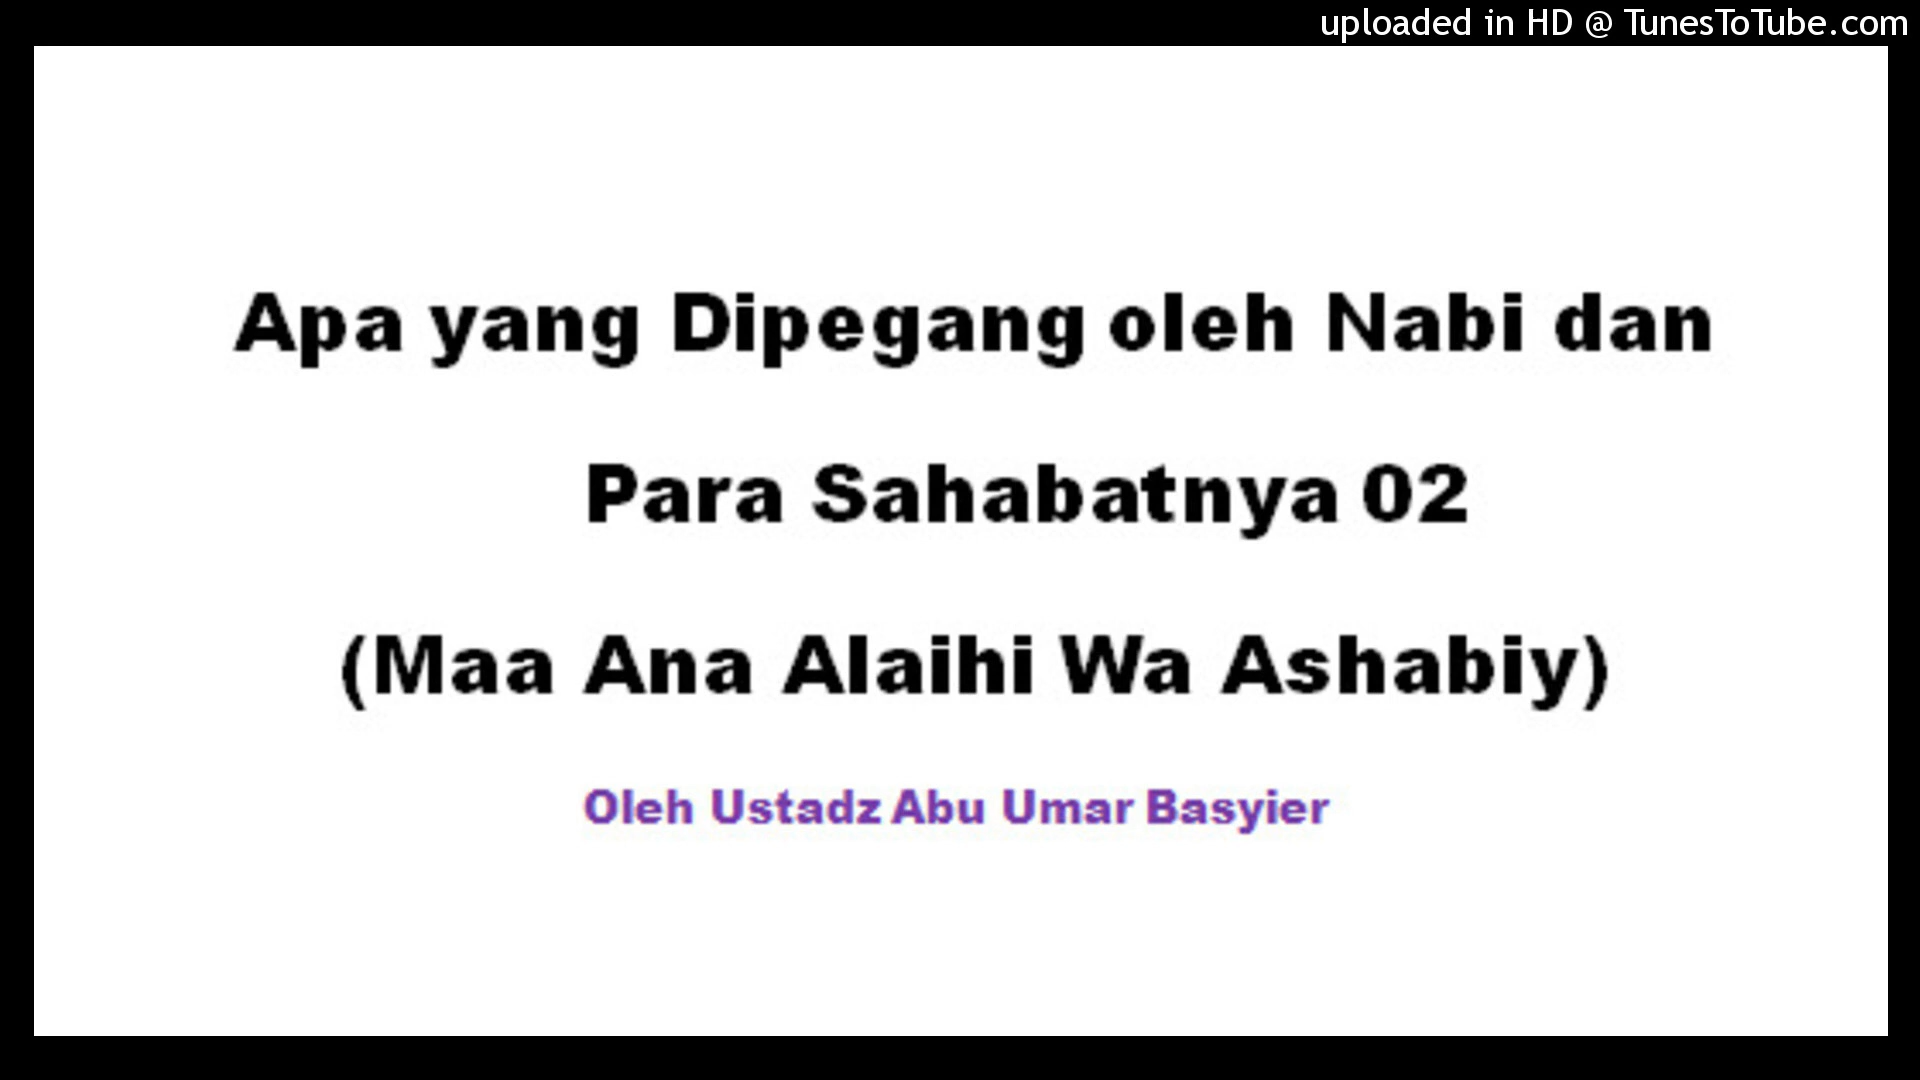 uploaded in HD @ TunesToTube.com
Apa yang Dipegang oleh Nabi dan
Para Sahabatnya 02
(Maa Ana Alaihi Wa Ashabiy)
Oleh Ustadz Abu Umar Basyier